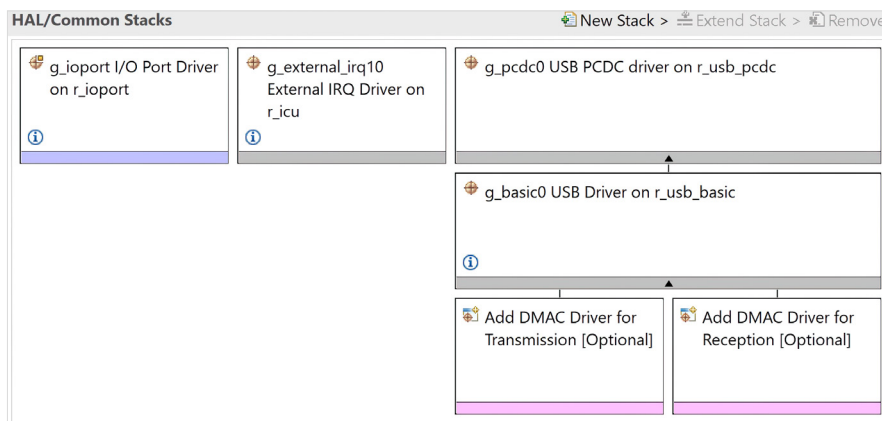 HAL/Common Stacks
New Stack > Extend Stack > Remove
g_ioport I/O Port Driver
on r_ioport
g_external_irq10
External IRQ Driver on
r_icu
g_pcdc0 USB PCDC driver on r_usb_pcdc
g_basic0 USB Driver on r_usb_basic
Add DMAC Driver for
Transmission [Optional]
Add DMAC Driver for
Reception [Optional]